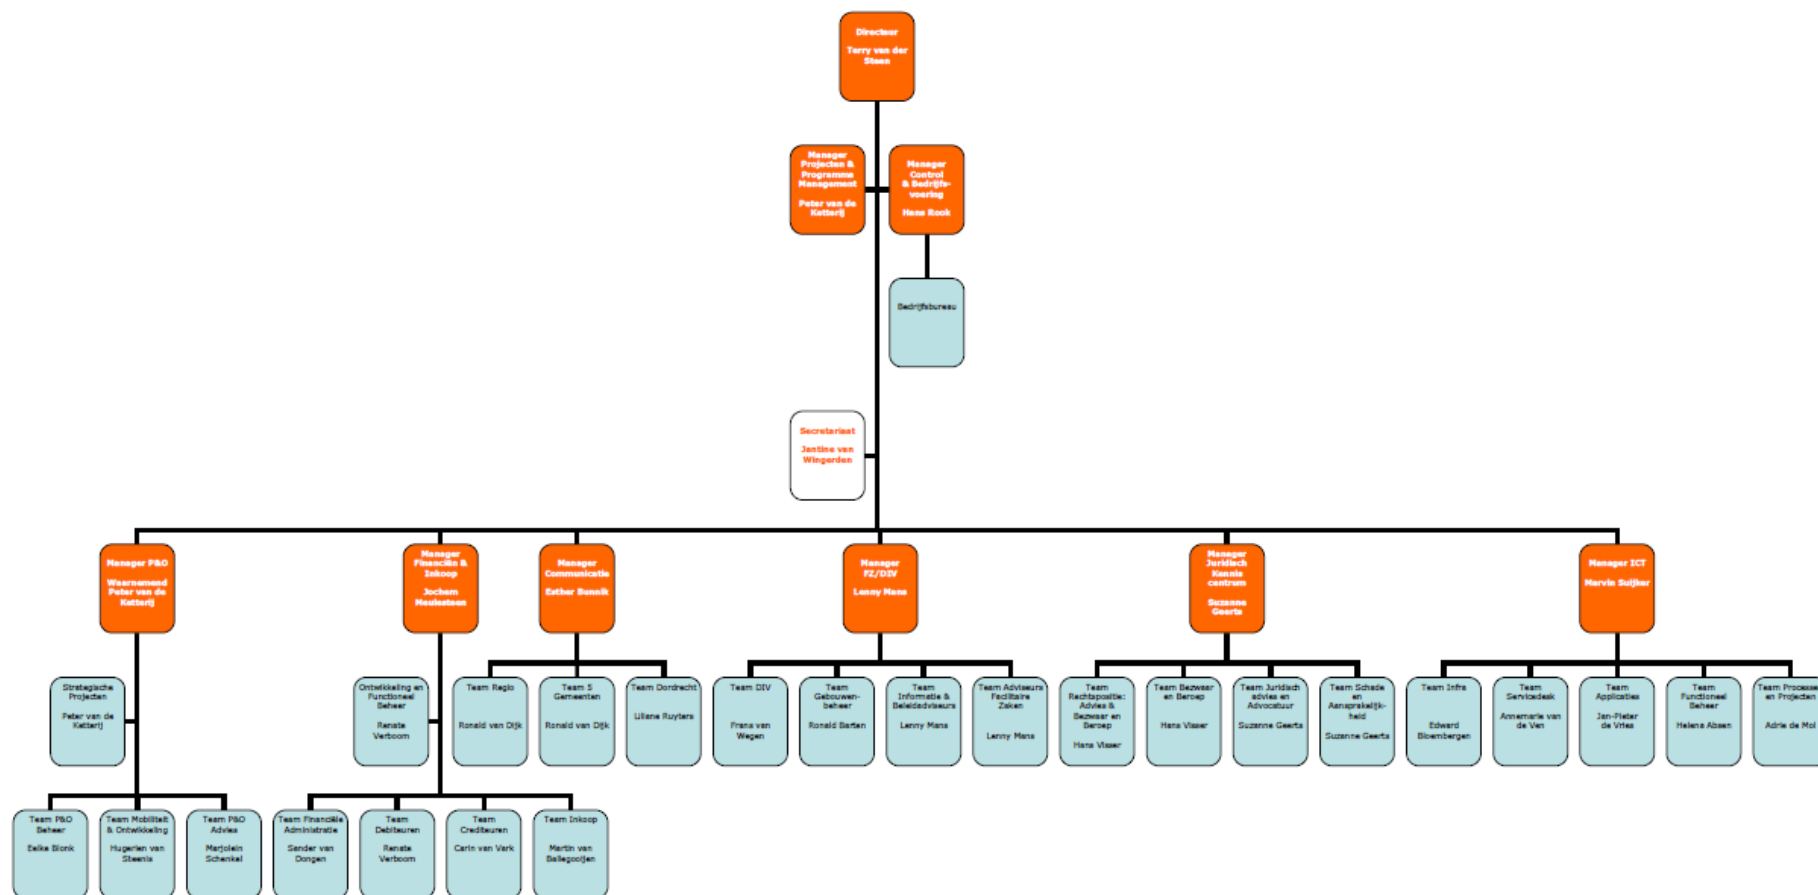 Directeur
Terry van der
Steen
Manager
Projecten &
Programma
Management
Peter van de
Ketterij
Manager
Control
& Bedrijfs-
voering
Hans Rook
Bedrijfsbureau
Secretariaat
Jantine van
Wingerden
Manager P&O
Waarnemend
Peter van de
Ketterij
Manager
Financiën &
Inkoop
Jochem
Meulesteen
Manager
Communicatie
Esther Bunnik
Manager
FZ/DIV
Lenny Mans
Manager
Juridisch
Kennis
centrum
Suzanne
Geerts
Manager ICT
Marvin Suijker
Strategische
Projecten
Peter van de
Ketterij
Ontwikkeling en
Functioneel
Beheer
Renate
Verboom
Team Regio
Ronald van Dijk
Team 5
Gemeenten
Ronald van Dijk
Team Dordrecht
Liliane Ruyters
Team DIV
Frans van
Wegen
Team
Gebouwen-
beheer
Ronald Barten
Team
Informatie &
Beleidadviseurs
Lenny Mans
Team Adviseurs
Facilitaire
Zaken
Lenny Mans
Team
Rechtspositie:
Advies &
Bezwaar en
Beroep
Hans Visser
Team Bezwaar
en Beroep
Hans Visser
Team Juridisch
advies en
Advocatuur
Suzanne Geerts
Team Schade
en
Aansprakelijk-
heid
Suzanne Geerts
Team Infra
Edward
Bloembergen
Team
Servicedesk
Annemarie van
de Ven
Team
Applicaties
Jan-Pieter
de Vries
Team
Functioneel
Beheer
Helena Absen
Team Processen
en Projecten
Adrie de Mol
Team P&O
Beheer
Eelke Blonk
Team Mobiliteit
& Ontwikkeling
Hugerien van
Steenis
Team P&O
Advies
Marjolein
Schenkel
Team Financiële
Administratie
Sander van
Dongen
Team
Debiteuren
Renate
Verboom
Team
Crediteuren
Carin van Vark
Team Inkoop
Martin van
Ballegooijen